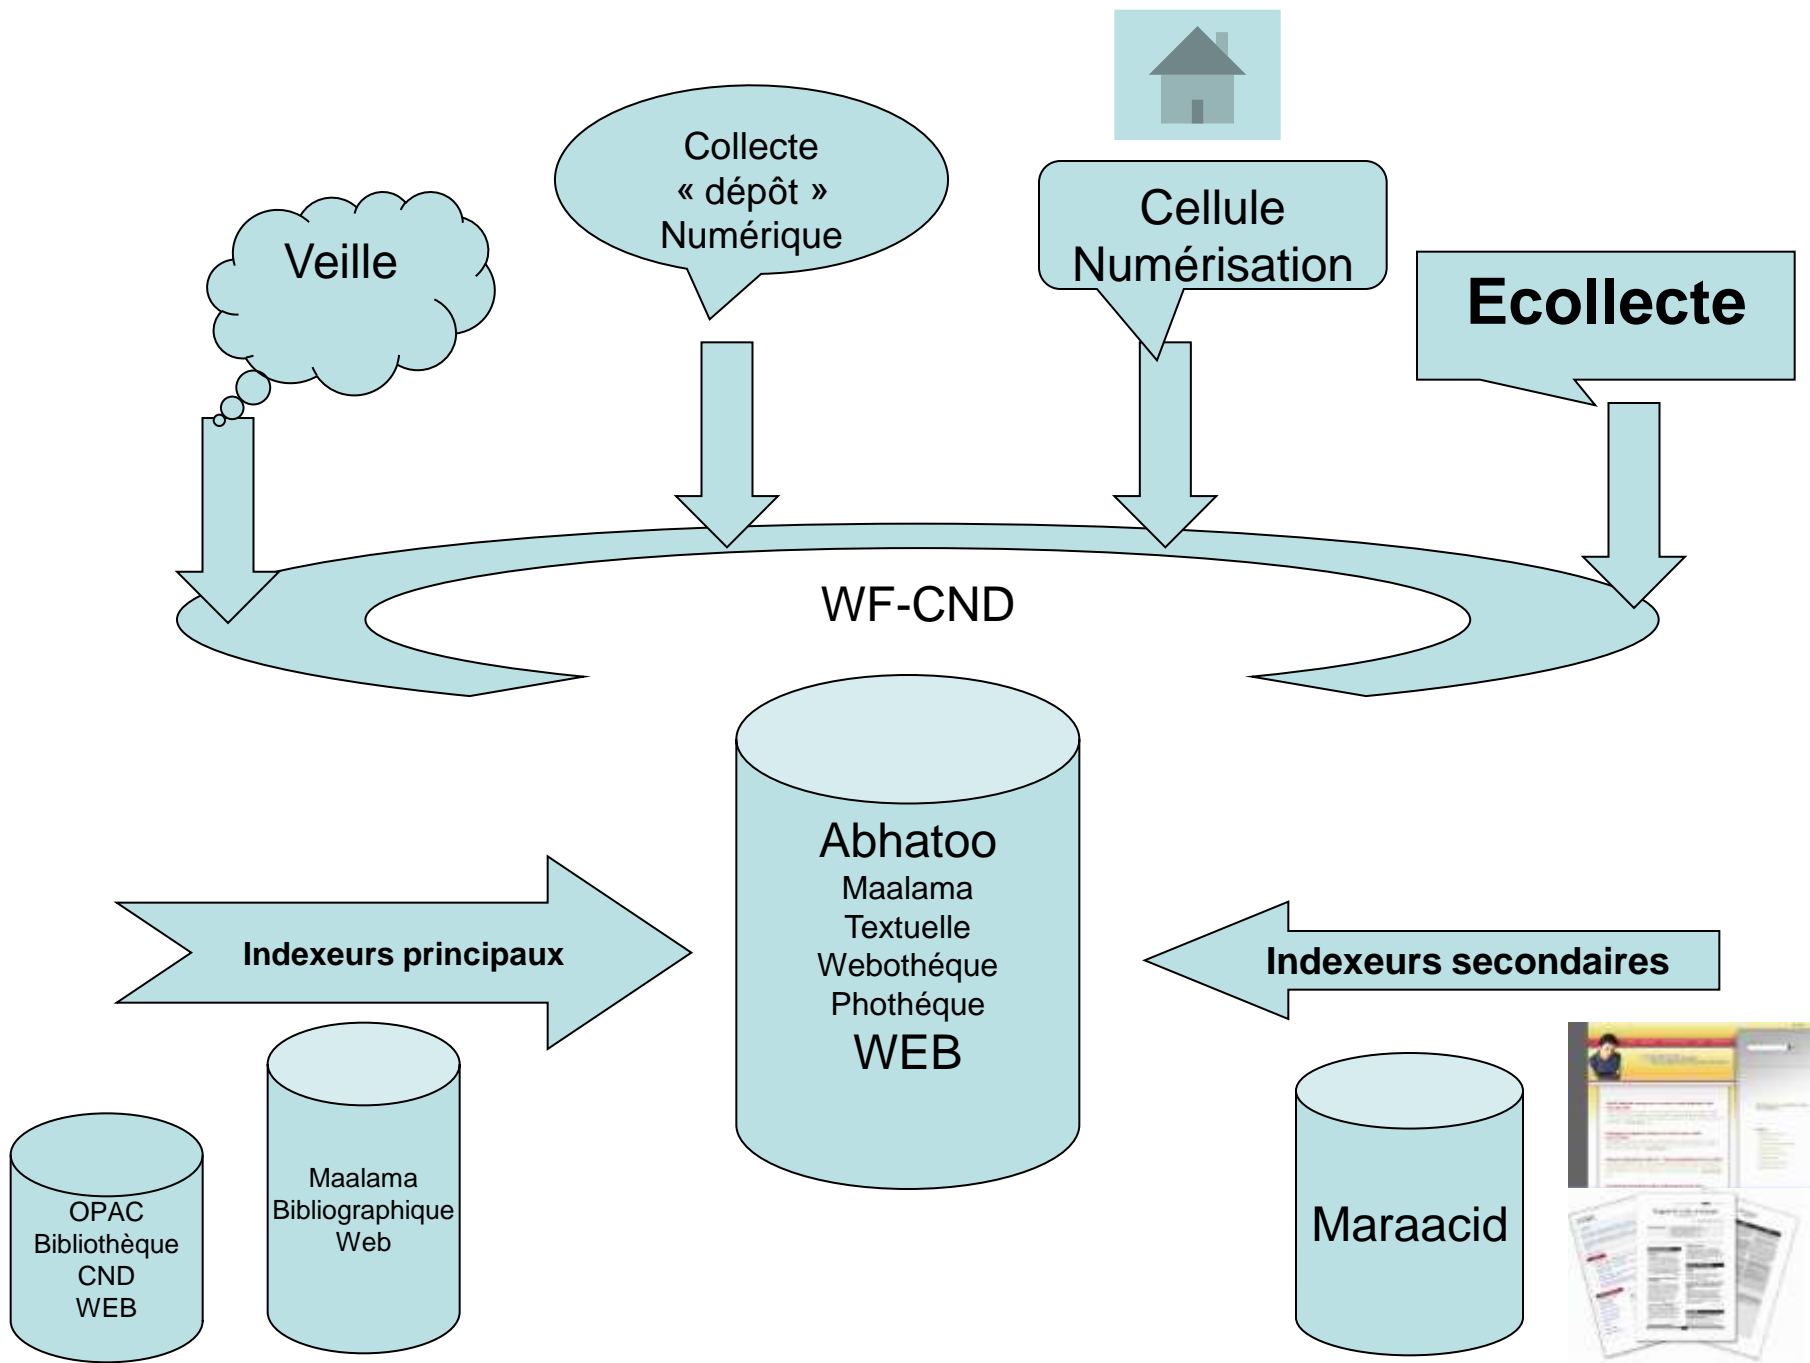 Collecte
« dépôt »
Numérique
Cellule
Numérisation
Veille
Ecollecte
WF-CND
Abhatoo
Maalama
Textuelle
Webothéque
Phothéque
WEB
Indexeurs principaux
Indexeurs secondaires
Maalama
Bibliographique
Web
OPAC
Bibliothèque
CND
WEB
Maraacid